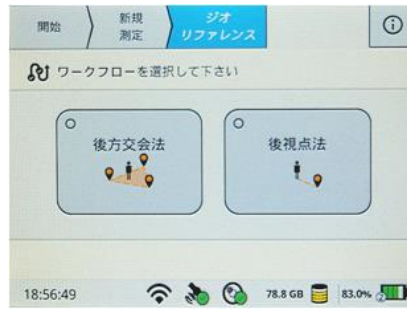 開始
新規
測定
ジオ
リファレンス
ワークフローを選択して下さい
後方交会法
後視点法
18:56:49
78.8 GB
83.0%
2